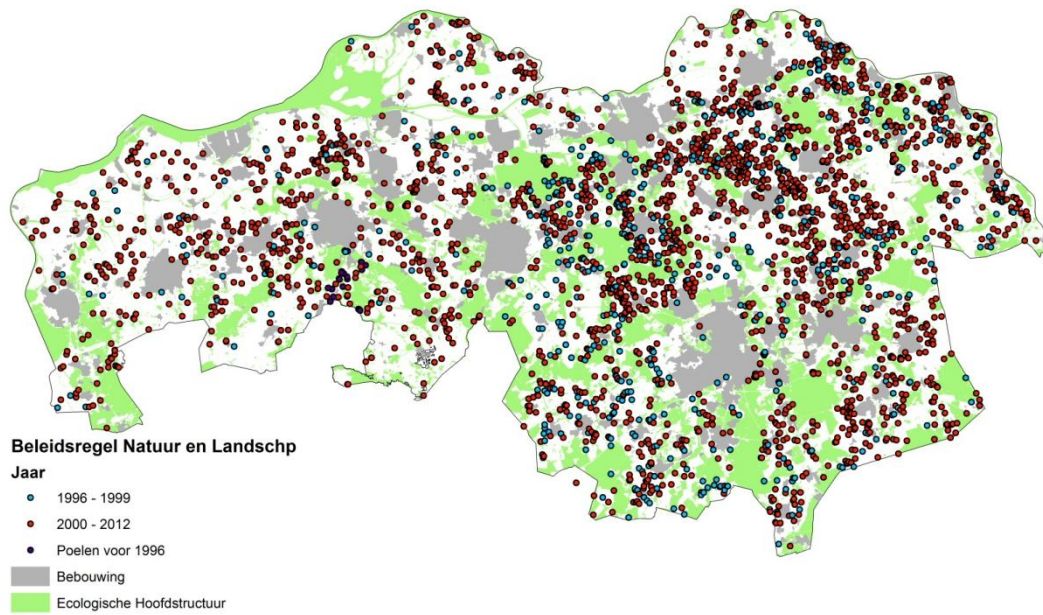 Beleidsregel Natuur en Landschp
Jaar
1996 - 1999
2000 - 2012
Poelen voor 1996
Bebouwing
Ecologische Hoofdstructuur